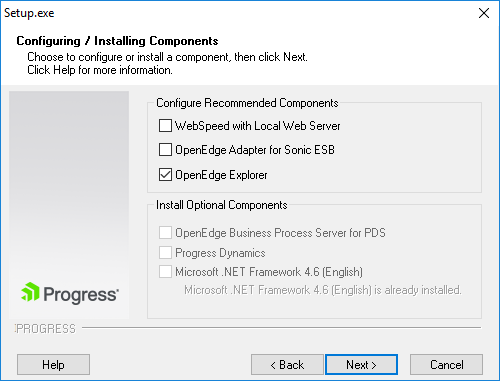 Setup.exe
Configuring / Installing Components
Choose to configure or install a component, then click Next.
Click Help for more information.
Configure Recommended Components
WebSpeed with Local Web Server
OpenEdge Adapter for Sonic ESB
OpenEdge Explorer
Install Optional Components
OpenEdge Business Process Server for PDS
Progress Dynamics
Microsoft .NET Framework 4.6 (English)
Microsoft .NET Framework 4.6 (English) is already installed.
Progress
PROGRESS
Help
< Back
Next >
Cancel